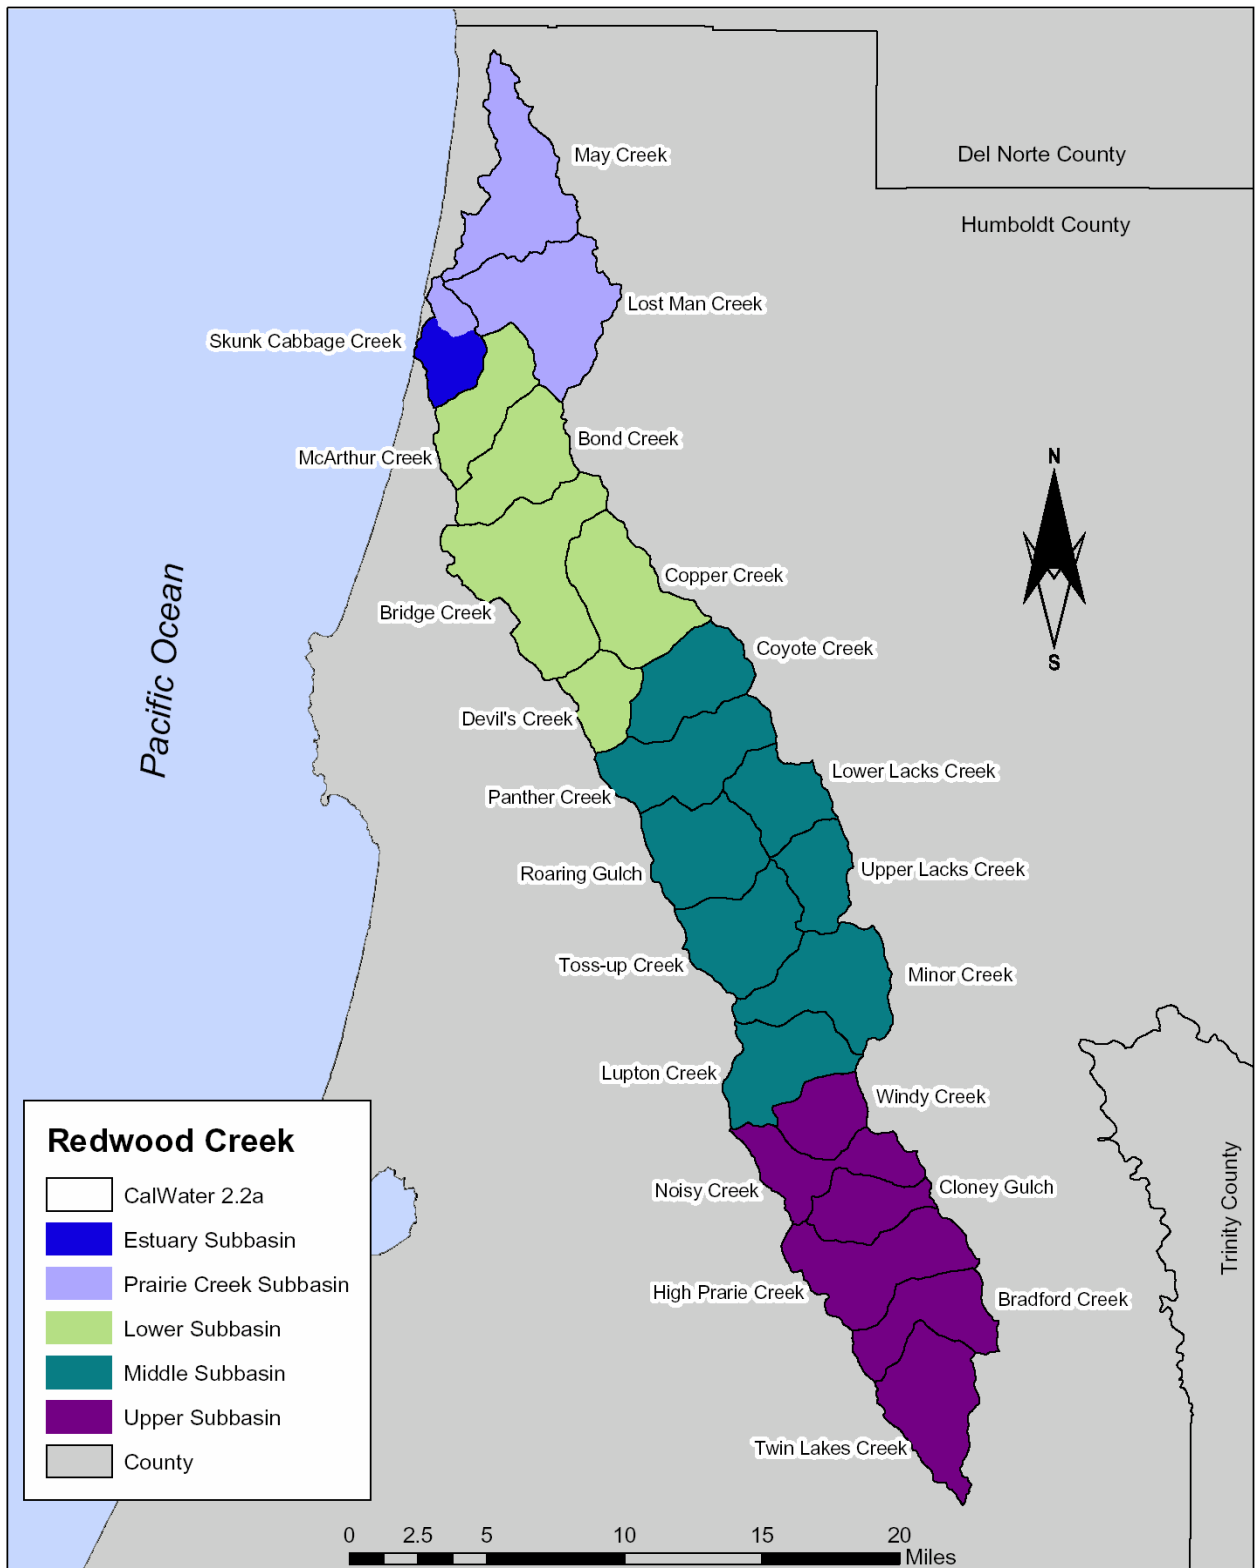 May Creek
Del Norte County
Humboldt County
Lost Man Creek
Skunk Cabbage Creek
Bond Creek
McArthur Creek
N
S
Copper Creek
Bridge Creek
Pacific Ocean
Coyote Creek
Devil's Creek
Lower Lacks Creek
Panther Creek
Upper Lacks Creek
Roaring Gulch
Toss-up Creek
Minor Creek
Lupton Creek
Windy Creek
Noisy Creek
Cloney Gulch
Trinity County
High Prarie Creek
Bradford Creek
Twin Lakes Creek
Redwood Creek
CalWater 2.2a
Estuary Subbasin
Prairie Creek Subbasin
Lower Subbasin
Middle Subbasin
Upper Subbasin
County
0 2.5 5 10 15 20
Miles